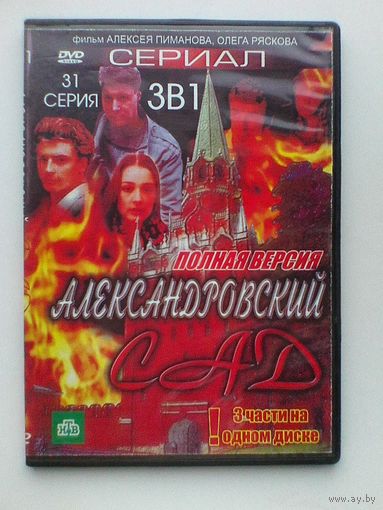 фильм АЛЕКСЕЯ ПИМАНОВА, ОЛЕГА РЯСКОВА
DVD
VIDEO
СЕРИАЛ
31
СЕРИЯ
3В1
ПОЛНАЯ ВЕРСИЯ
АЛЕКСАНДРОВСКИЙ
САД
! 3 части на
одном диске
НТВ
www.ay.by